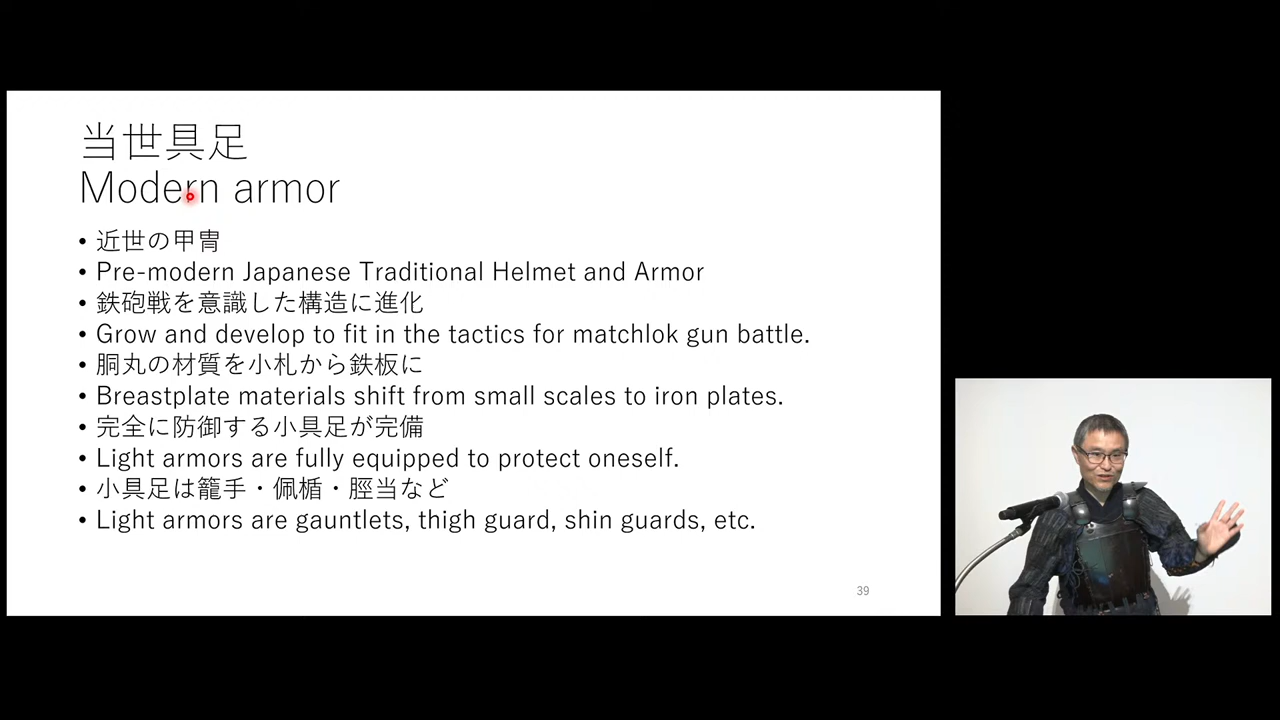 当世具足
Modern armor
• 近世の甲冑
• Pre-modern Japanese Traditional Helmet and Armor
• 鉄砲戦を意識した構造に進化
• Grow and develop to fit in the tactics for matchlok gun battle.
• 胴丸の材質を小札から鉄板に
• Breastplate materials shift from small scales to iron plates.
• 完全に防御する小具足が完備
• Light armors are fully equipped to protect oneself.
• 小具足は籠手・佩楯・脛当など
• Light armors are gauntlets, thigh guard, shin guards, etc.
39